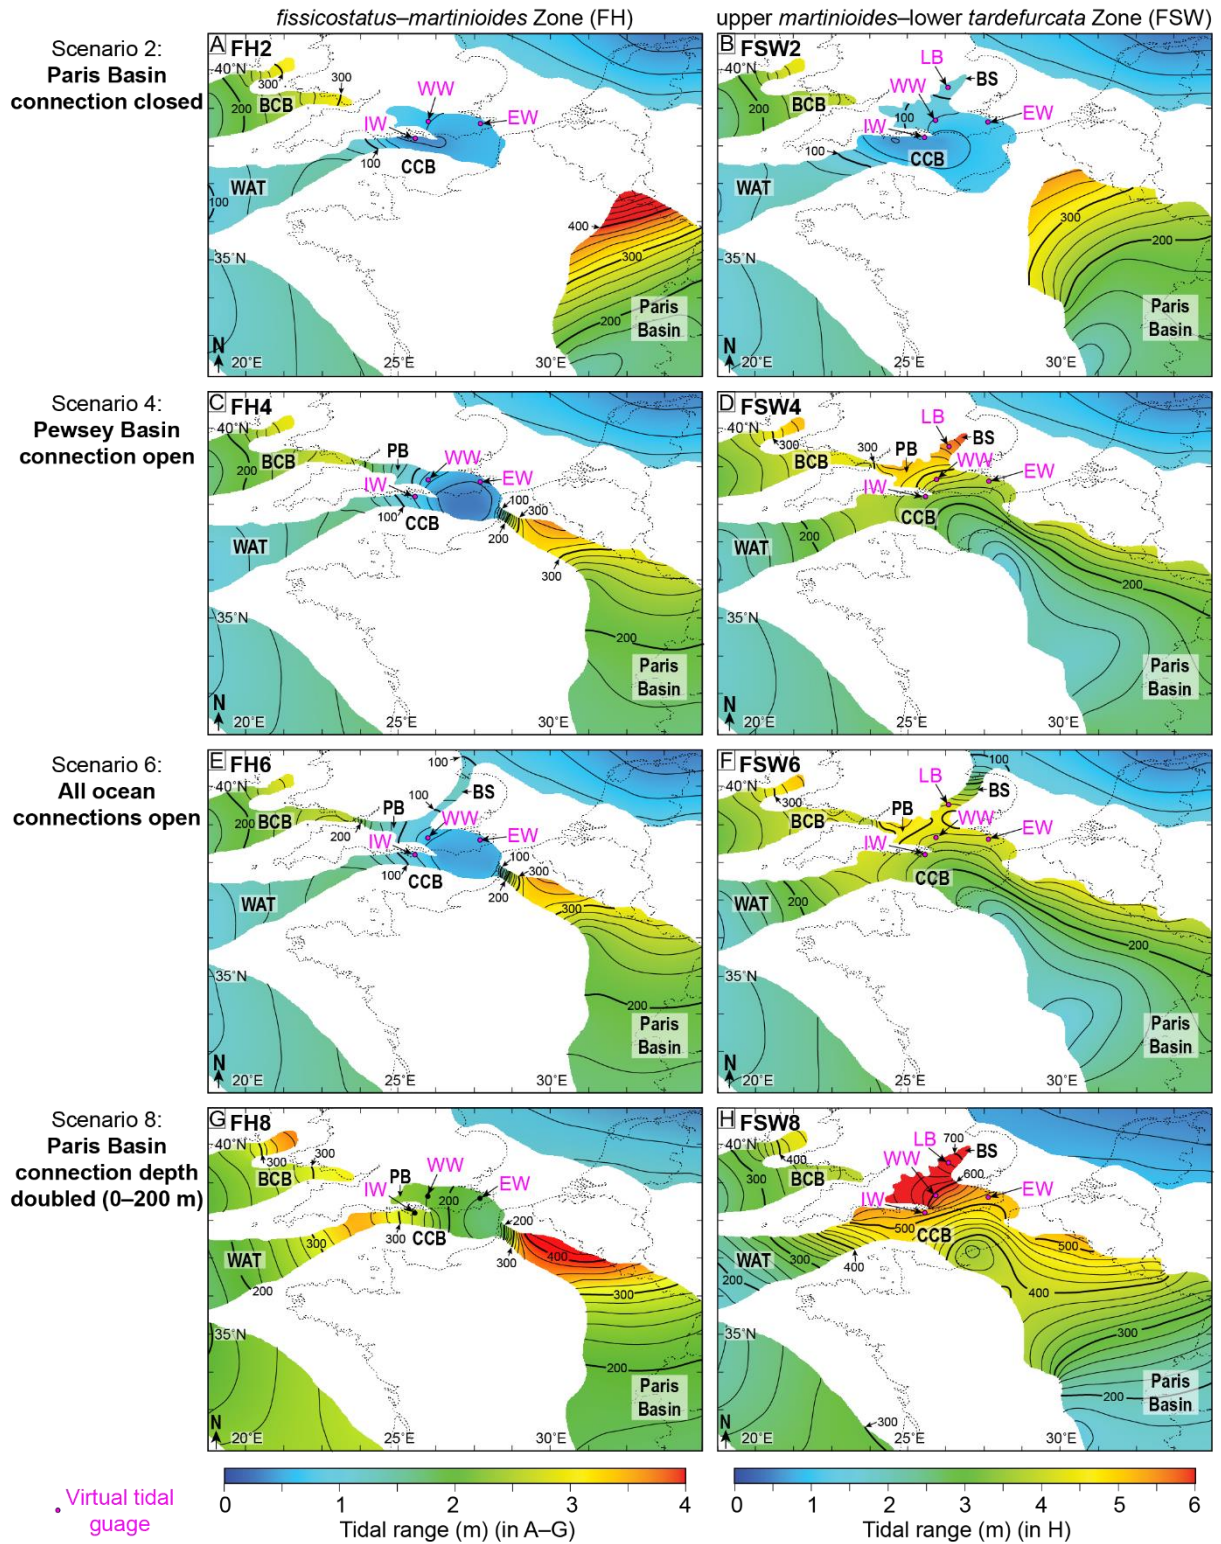 fissicostatus–martinioides Zone (FH)
upper martinioides–lower tardefurcata Zone (FSW)
Scenario 2:
Paris Basin
connection closed
A FH2
40°N
300
300
200
BCB
WW
IW
EW
100
CCB
WAT
100
400
300
35°N
200
Paris
Basin
N
20°E
25°E
30°E
B FSW2
40°N
LB
BS
WW
200
BCB
100
EW
IW
100
CCB
WAT
300
200
35°N
Paris
Basin
N
20°E
25°E
30°E
Scenario 4:
Pewsey Basin
connection open
C FH4
40°N
PB
WW
200
BCB
EW
IW
100
100
300
CCB
200
WAT
300
35°N
200
Paris
Basin
N
20°E
25°E
30°E
D FSW4
40°N
LB
BS
300
300
PB
WW
BCB
EW
IW
CCB
WAT
200
200
35°N
Paris
Basin
N
20°E
25°E
30°E
Scenario 6:
All ocean
connections open
E FH6
100
40°N
BS
PB
100
WW
200
BCB
200
EW
IW
100
300
100
CCB
200
300
WAT
35°N
200
Paris
Basin
N
20°E
25°E
30°E
F FSW6
100
40°N
LB
BS
300
PB
WW
BCB
EW
IW
CCB
WAT
200
200
35°N
Paris
Basin
N
20°E
25°E
30°E
Scenario 8:
Paris Basin
connection depth
doubled (0–200 m)
G FH8
40°N
WW
300
300
PB
BCB
IW
200
EW
200
300
CCB
300
400
WAT
300
200
300
35°N
200
Paris
Basin
N
20°E
25°E
30°E
H FSW8
40°N
LB
700
BS
400
WW
600
300
BCB
EW
IW
500
CCB
500
WAT
400
200
400
300
35°N
200
Paris
Basin
300
N
20°E
25°E
30°E
Virtual tidal
guage
0 1 2 3 4
Tidal range (m) (in A–G)
0 1 2 3 4 5 6
Tidal range (m) (in H)